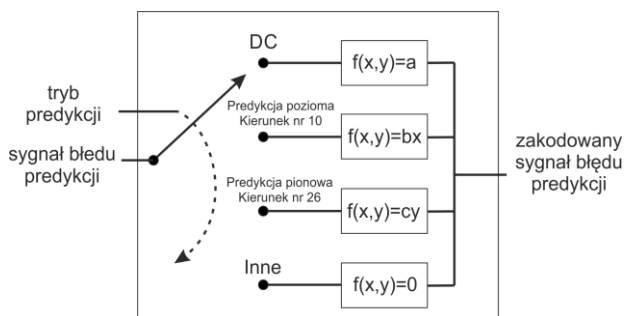 DC
f(x,y)=a
tryb
predykcji
Predykcja pozioma
Kierunek nr 10
f(x,y)=bx
sygnał błedu
predykcji
zakodowany
sygnał błędu
predykcji
Predykcja pionowa
Kierunek nr 26
f(x,y)=cy
Inne
f(x,y)=0